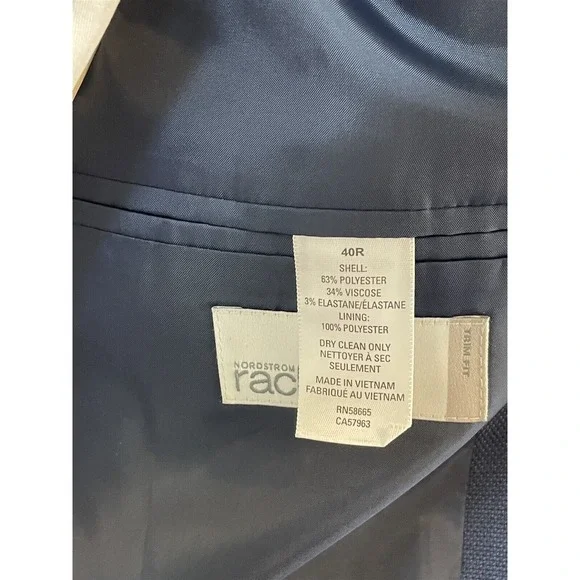 40R
SHELL:
63% POLYESTER
34% VISCOSE
3% ELASTANE/ÉLASTANE
LINING:
100% POLYESTER
DRY CLEAN ONLY
NETTOYER À SEC
SEULEMENT
MADE IN VIETNAM
FABRIQUÉ AU VIETNAM
RN58665
CA57963
NORDSTROM
rac
TRIM FIT